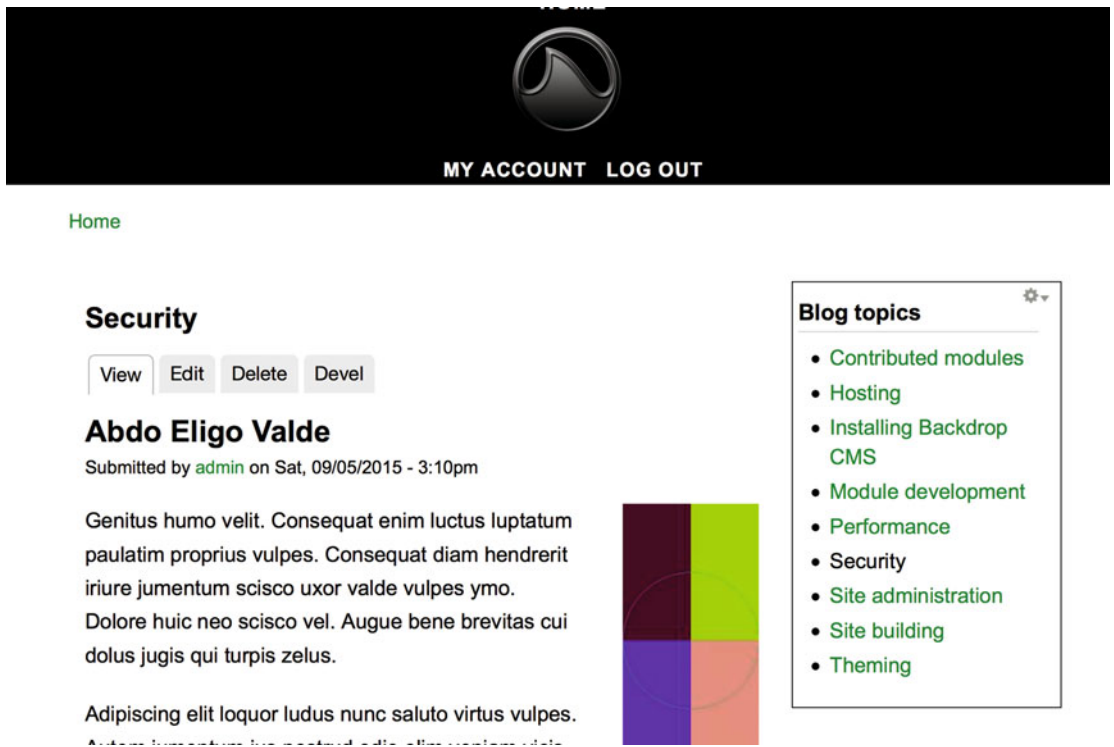 HOME
MY ACCOUNT LOG OUT
Home
Security
View Edit Delete Devel
Abdo Eligo Valde
Submitted by admin on Sat, 09/05/2015 - 3:10pm
Genitus humo velit. Consequat enim luctus luptatum
paulatim proprius vulpes. Consequat diam hendrerit
iriure jumentum scisco uxor valde vulpes ymo.
Dolore huic neo scisco vel. Augue bene brevitas cui
dolus jugis qui turpis zelus.
Adipiscing elit loquor ludus nunc saluto virtus vulpes.
Blog topics
Contributed modules
Hosting
Installing Backdrop
CMS
Module development
Performance
Security
Site administration
Site building
Theming